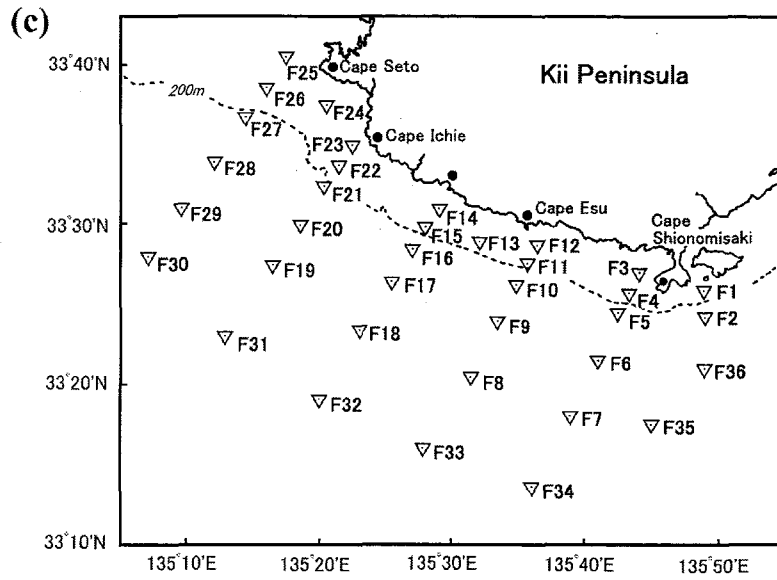 (c)
33°40'N
33°30'N
33°20'N
33°10'N
135°10'E
135°20'E
135°30'E
135°40'E
135°50'E
Kii Peninsula
Cape Seto
Cape Ichie
Cape Esu
Cape
Shionomisaki
200m
F25
F26
F24
F27
F23
F28
F22
F21
F29
F14
F20
F15
F13
F12
F30
F19
F16
F11
F3
F17
F10
F4
F1
F5
F2
F31
F18
F9
F6
F36
F8
F32
F7
F35
F33
F34